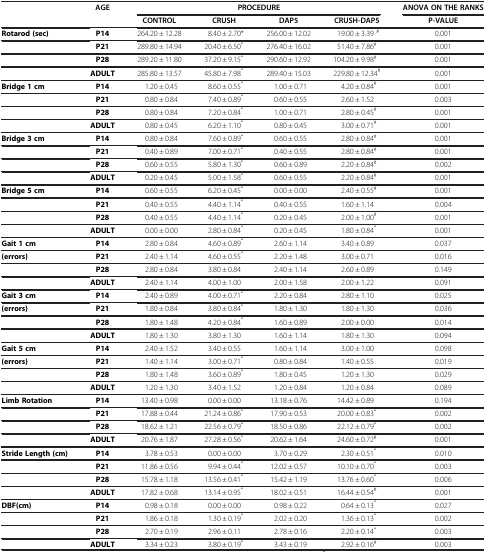 AGE PROCEDURE ANOVA ON THE RANKS
CONTROL CRUSH DAP5 CRUSH-DAP5 P-VALUE
Rotarod (sec) P14 264.20 ± 12.28 8.40 ± 2.70* 256.00 ± 12.02 19.00 ± 3.39 # 0.001
P21 289.80 ± 14.94 20.40 ± 6.50* 276.40 ± 16.02 51.40 ± 7.86# 0.001
P28 289.20 ± 11.80 37.20 ± 9.15* 290.60 ± 12.92 104.20 ± 9.98# 0.001
ADULT 285.80 ± 13.57 45.80 ± 7.98* 289.40 ± 15.03 229.80 ± 12.34# 0.001
Bridge 1 cm P14 1.20 ± 0.45 8.60 ± 0.55* 1.00 ± 0.71 4.20 ± 0.84# 0.001
P21 0.80 ± 0.84 7.40 ± 0.89* 0.60 ± 0.55 2.60 ± 1.52 0.003
P28 0.80 ± 0.84 7.20 ± 0.84* 1.00 ± 0.71 2.80 ± 0.45# 0.001
ADULT 0.80 ± 0.45 6.20 ± 1.10* 0.80 ± 0.45 3.00 ± 0.71# 0.001
Bridge 3 cm P14 0.80 ± 0.84 7.60 ± 0.89* 0.60 ± 0.55 2.80 ± 0.84# 0.001
P21 0.40 ± 0.89 7.00 ± 0.71* 0.40 ± 0.55 2.80 ± 0.84# 0.001
P28 0.60 ± 0.55 5.80 ± 1.30* 0.60 ± 0.89 2.20 ± 0.84# 0.002
ADULT 0.20 ± 0.45 5.00 ± 1.58* 0.60 ± 0.55 2.20 ± 0.84# 0.001
Bridge 5 cm P14 0.60 ± 0.55 6.20 ± 0.45* 0.00 ± 0.00 2.40 ± 0.55# 0.001
P21 0.40 ± 0.55 4.40 ± 1.14* 0.40 ± 0.55 1.60 ± 1.14 0.004
P28 0.40 ± 0.55 4.40 ± 1.14* 0.20 ± 0.45 2.00 ± 1.00# 0.001
ADULT 0.00 ± 0.00 2.80 ± 0.84* 0.20 ± 0.45 1.80 ± 0.84* 0.001
Gait 1 cm P14 2.80 ± 0.84 4.60 ± 0.89* 2.60 ± 1.14 3.40 ± 0.89 0.037
(errors) P21 2.40 ± 1.14 4.60 ± 0.55* 2.20 ± 1.48 3.00 ± 0.71 0.016
P28 2.80 ± 0.84 3.80 ± 0.84 2.40 ± 1.14 2.60 ± 0.89 0.149
ADULT 2.40 ± 1.14 4.00 ± 1.00 2.00 ± 1.58 2.00 ± 1.22 0.091
Gait 3 cm P14 2.40 ± 0.89 4.00 ± 0.71* 2.20 ± 0.84 2.80 ± 1.10 0.025
(errors) P21 1.80 ± 0.84 3.80 ± 0.84* 1.80 ± 1.30 1.80 ± 1.30 0.036
P28 1.80 ± 1.48 4.20 ± 0.84* 1.60 ± 0.89 2.00 ± 0.00 0.014
ADULT 1.80 ± 1.30 3.80 ± 1.30 1.60 ± 1.14 1.80 ± 1.30 0.094
Gait 5 cm P14 2.40 ± 1.52 3.40 ± 0.55 1.60 ± 1.14 3.00 ± 1.00 0.098
(errors) P21 1.40 ± 1.14 3.00 ± 0.71* 0.80 ± 0.84 1.40 ± 0.55 0.019
P28 1.80 ± 1.48 3.60 ± 0.89* 1.80 ± 0.45 1.20 ± 1.30 0.029
ADULT 1.20 ± 1.30 3.40 ± 1.52 1.20 ± 0.84 1.20 ± 0.84 0.089
Limb Rotation P14 13.40 ± 0.98 0.00 ± 0.00 13.18 ± 0.76 14.42 ± 0.89 0.194
P21 17.88 ± 0.44 21.24 ± 0.86* 17.90 ± 0.53 20.00 ± 0.83* 0.002
P28 18.62 ± 1.21 22.56 ± 0.79* 18.50 ± 0.86 22.12 ± 0.79* 0.002
ADULT 20.76 ± 1.87 27.28 ± 0.56* 20.62 ± 1.64 24.60 ± 0.72# 0.001
Stride Length (cm) P14 3.78 ± 0.53 0.00 ± 0.00 3.70 ± 0.29 2.30 ± 0.51* 0.010
P21 11.86 ± 0.56 9.94 ± 0.44* 12.02 ± 0.57 10.10 ± 0.70* 0.003
P28 15.78 ± 1.18 13.56 ± 0.41* 15.42 ± 1.19 13.76 ± 0.60* 0.006
ADULT 17.82 ± 0.68 13.14 ± 0.95* 18.02 ± 0.51 16.44 ± 0.54# 0.001
DBF(cm) P14 0.98 ± 0.18 0.00 ± 0.00 0.98 ± 0.22 0.64 ± 0.13* 0.027
P21 1.86 ± 0.18 1.30 ± 0.19* 2.02 ± 0.20 1.36 ± 0.13* 0.002
P28 2.70 ± 0.19 2.96 ± 0.11 2.78 ± 0.16 2.20 ± 0.14* 0.003
ADULT 3.34 ± 0.23 3.80 ± 0.19* 3.43 ± 0.19 2.92 ± 0.16# 0.003